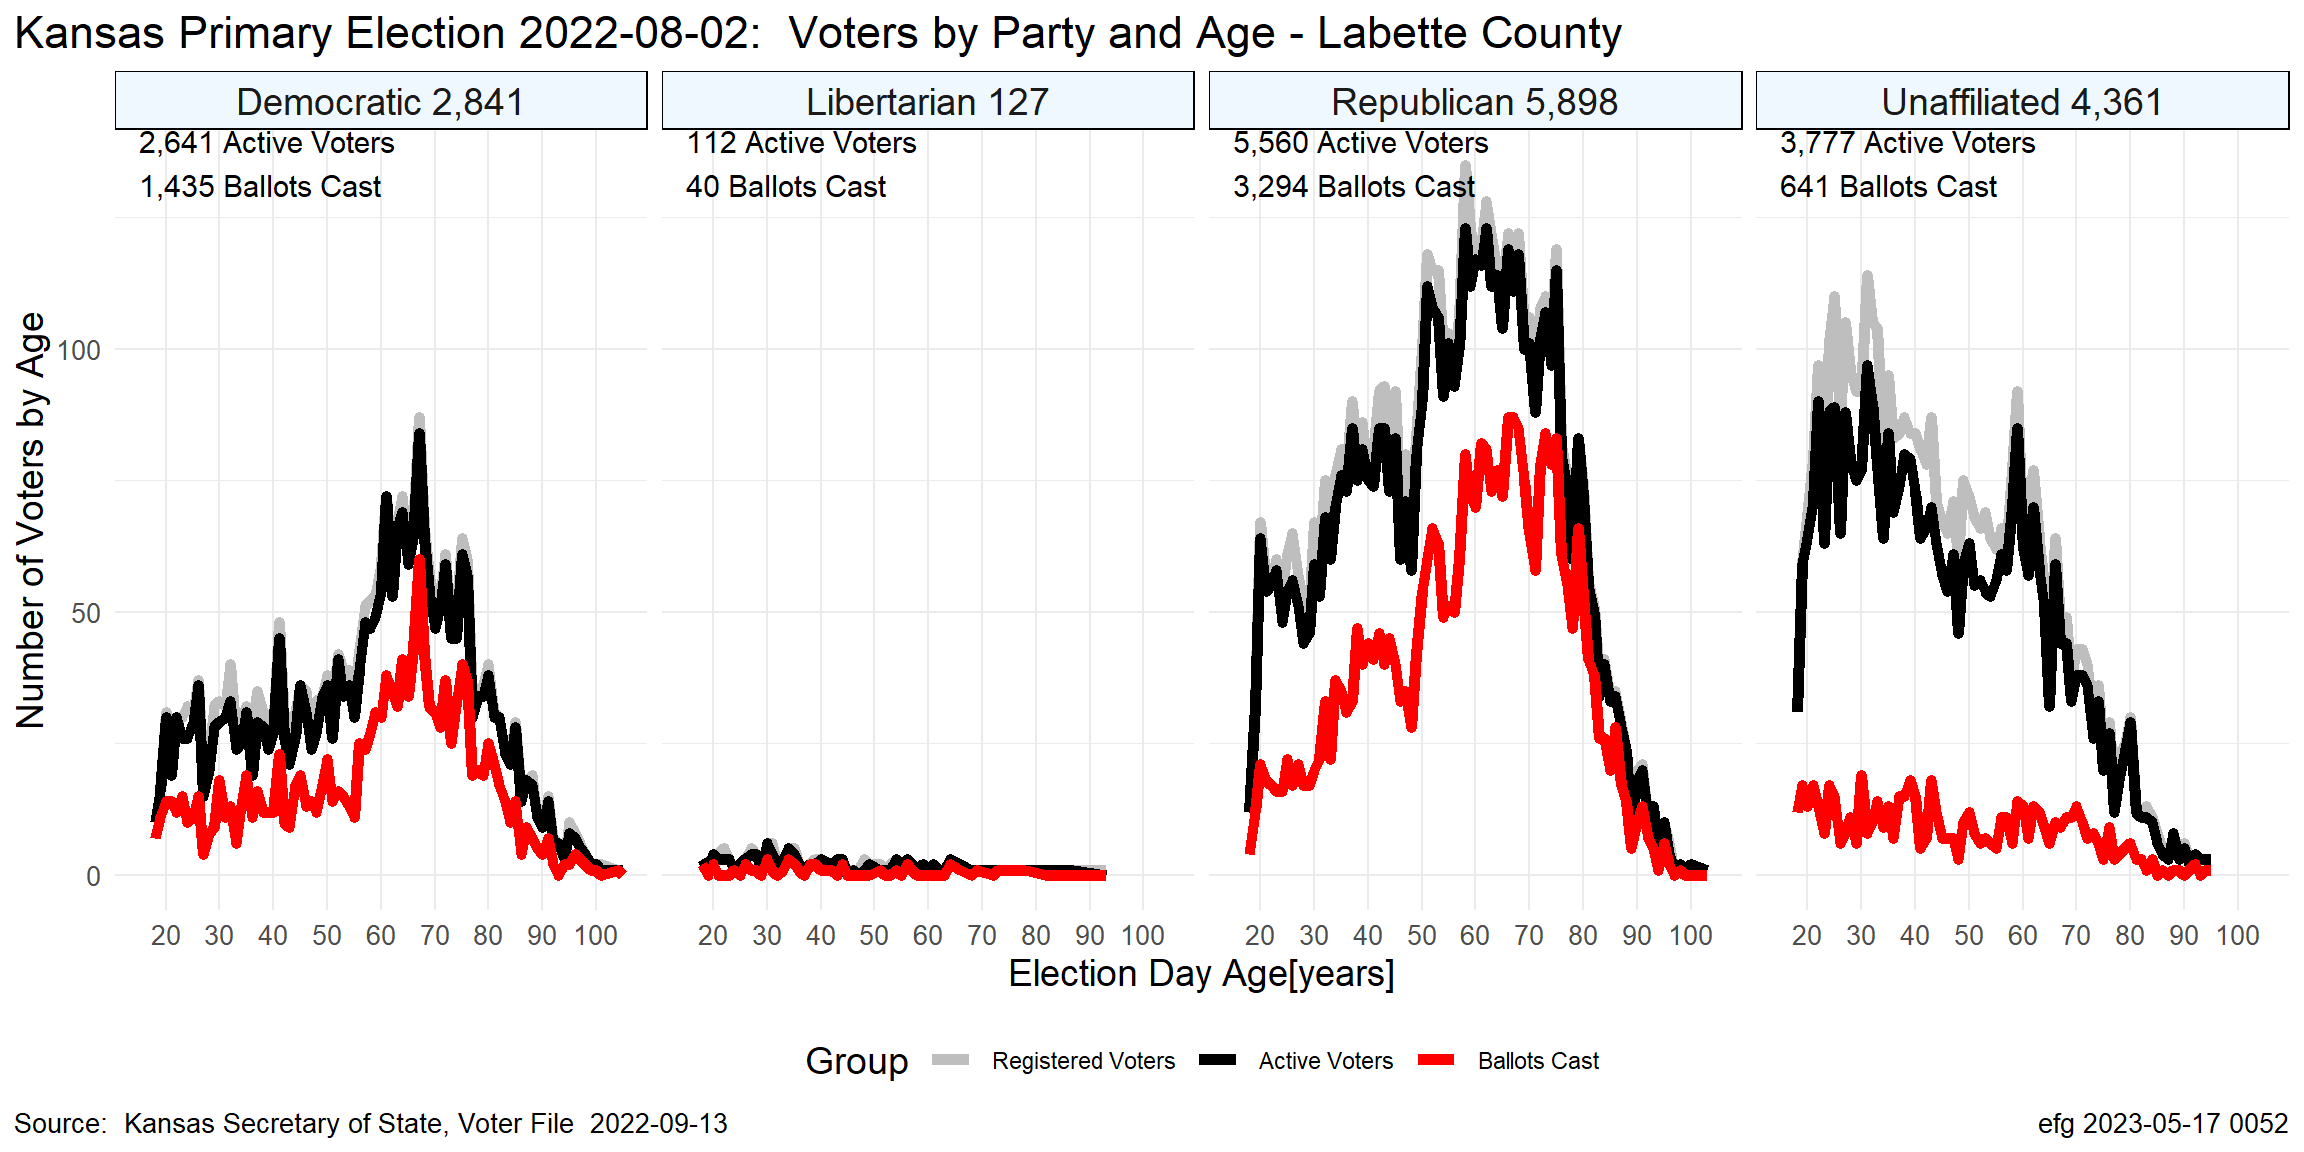 Kansas Primary Election 2022-08-02:  Voters by Party and Age - Labette County
Democratic 2,841
Libertarian 127
Republican 5,898
Unaffiliated 4,361
2,641 Active Voters
1,435 Ballots Cast
112 Active Voters
40 Ballots Cast
5,560 Active Voters
3,294 Ballots Cast
3,777 Active Voters
641 Ballots Cast
Number of Voters by Age
100
50
0
20 30 40 50 60 70 80 90 100
20 30 40 50 60 70 80 90 100
20 30 40 50 60 70 80 90 100
20 30 40 50 60 70 80 90 100
Election Day Age[years]
Group Registered Voters Active Voters Ballots Cast
Source:  Kansas Secretary of State, Voter File  2022-09-13
efg 2023-05-17 0052